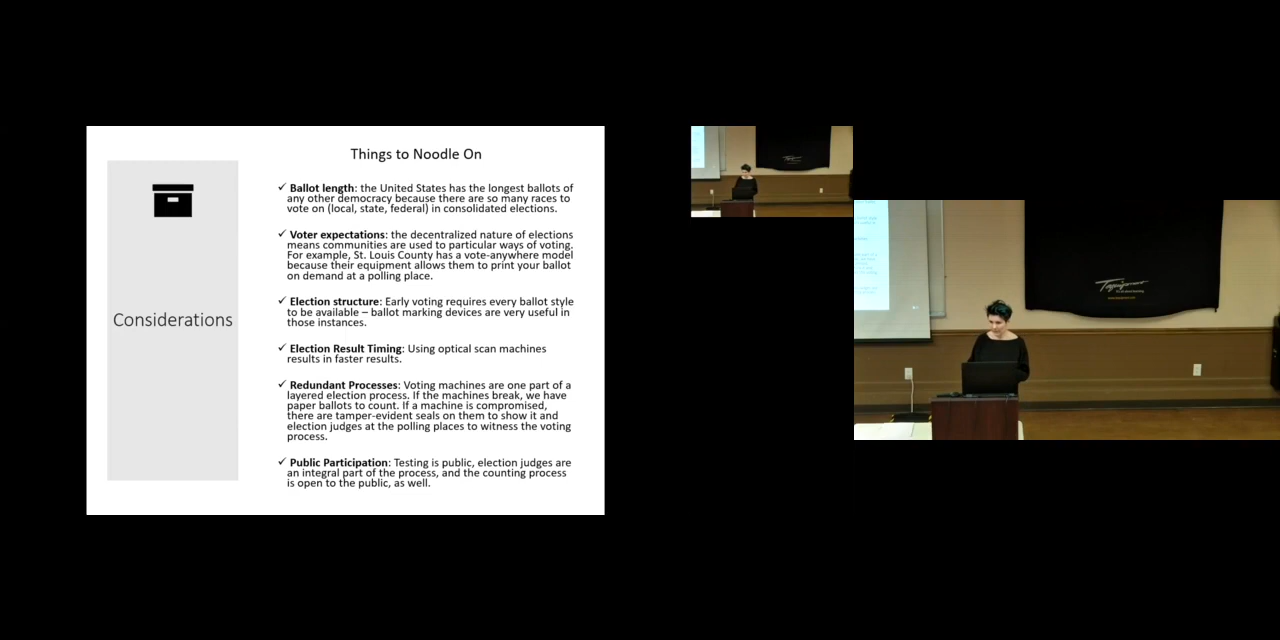 Things to Noodle On
Considerations
✓ Ballot length: the United States has the longest ballots of
any other democracy because there are so many races to
vote on (local, state, federal) in consolidated elections.
✓ Voter expectations: the decentralized nature of elections
means communities are used to particular ways of voting.
For example, St. Louis County has a vote-anywhere model
because their equipment allows them to print your ballot
on demand at a polling place.
✓ Election structure: Early voting requires every ballot style
to be available – ballot marking devices are very useful in
those instances.
✓ Election Result Timing: Using optical scan machines
results in faster results.
✓ Redundant Processes: Voting machines are one part of a
layered election process. If the machines break, we have
paper ballots to count. If a machine is compromised,
there are tamper-evident seals on them to show it and
election judges at the polling places to witness the voting
process.
✓ Public Participation: Testing is public, election judges are
an integral part of the process, and the counting process
is open to the public, as well.